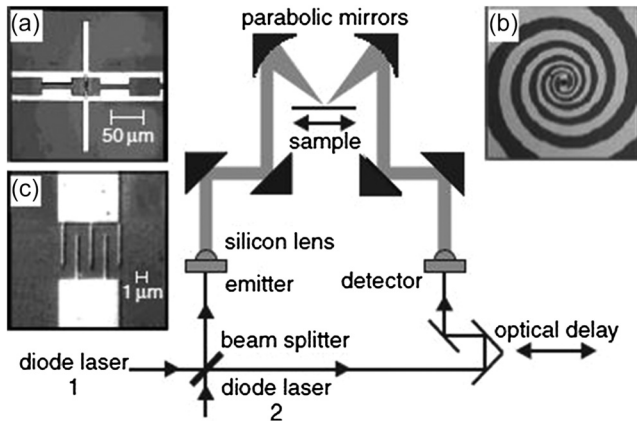 (a)
50 μm
(c)
1 μm
parabolic mirrors
(b)
sample
silicon lens
emitter
detector
beam splitter
optical delay
diode laser
1
diode laser
2